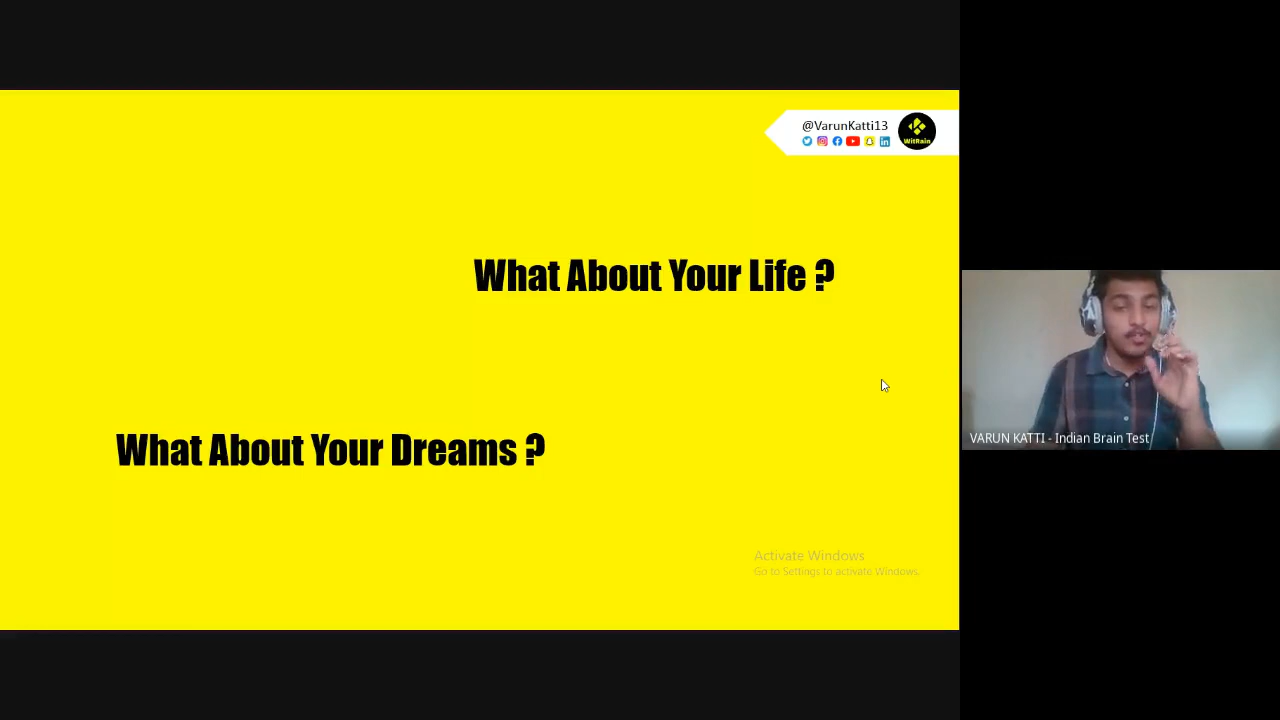 @VarunKatti13
WitRain
What About Your Life ?
What About Your Dreams ?
VARUN KATTI - Indian Brain Test
Activate Windows
Go to Settings to activate Windows.